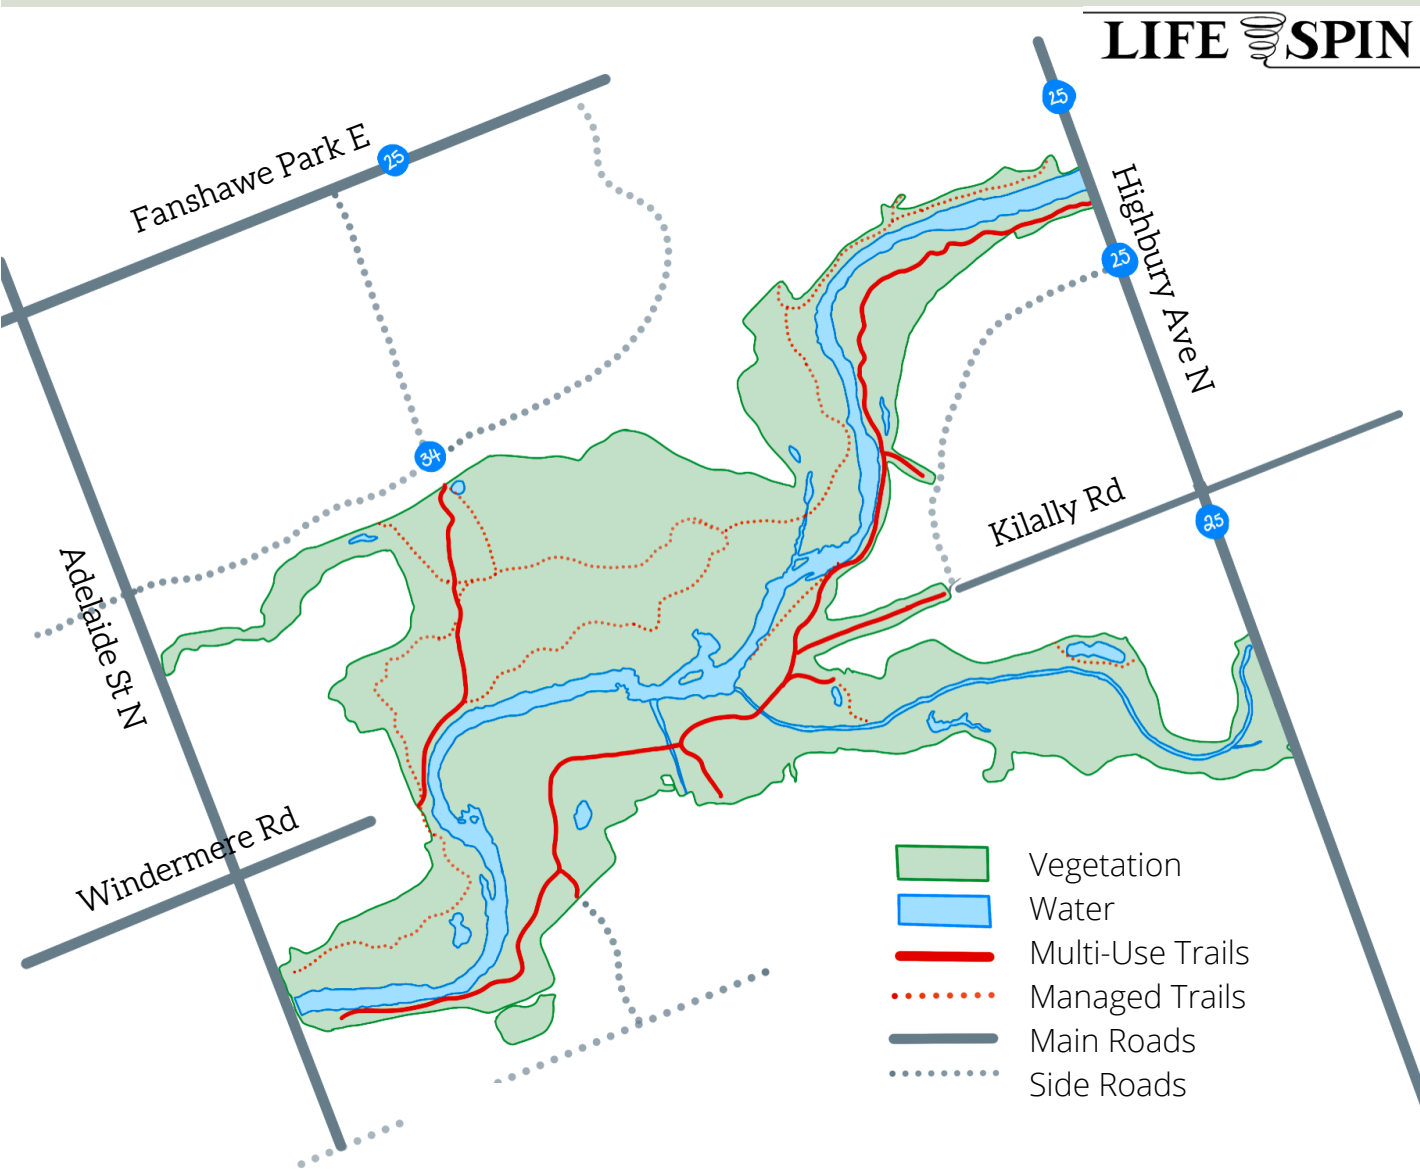 LIFE SPIN
25
Fanshawe Park E
25
Highbury Ave N
25
34
Kilally Rd
25
Adelaide St N
Windermere Rd
Vegetation
Water
Multi-Use Trails
Managed Trails
Main Roads
Side Roads